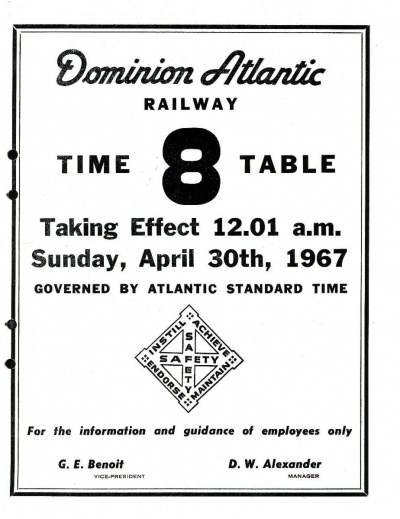 Dominion Atlantic
RAILWAY
TIME 8 TABLE
Taking Effect 12.01 a.m.
Sunday, April 30th, 1967
GOVERNED BY ATLANTIC STANDARD TIME
INSTILL ACHIEVE
SAFETY
SAFETY
ENDORSE MAINTAIN
For the information and guidance of employees only
G. E. Benoit D. W. Alexander
VICE-PRESIDENT MANAGER